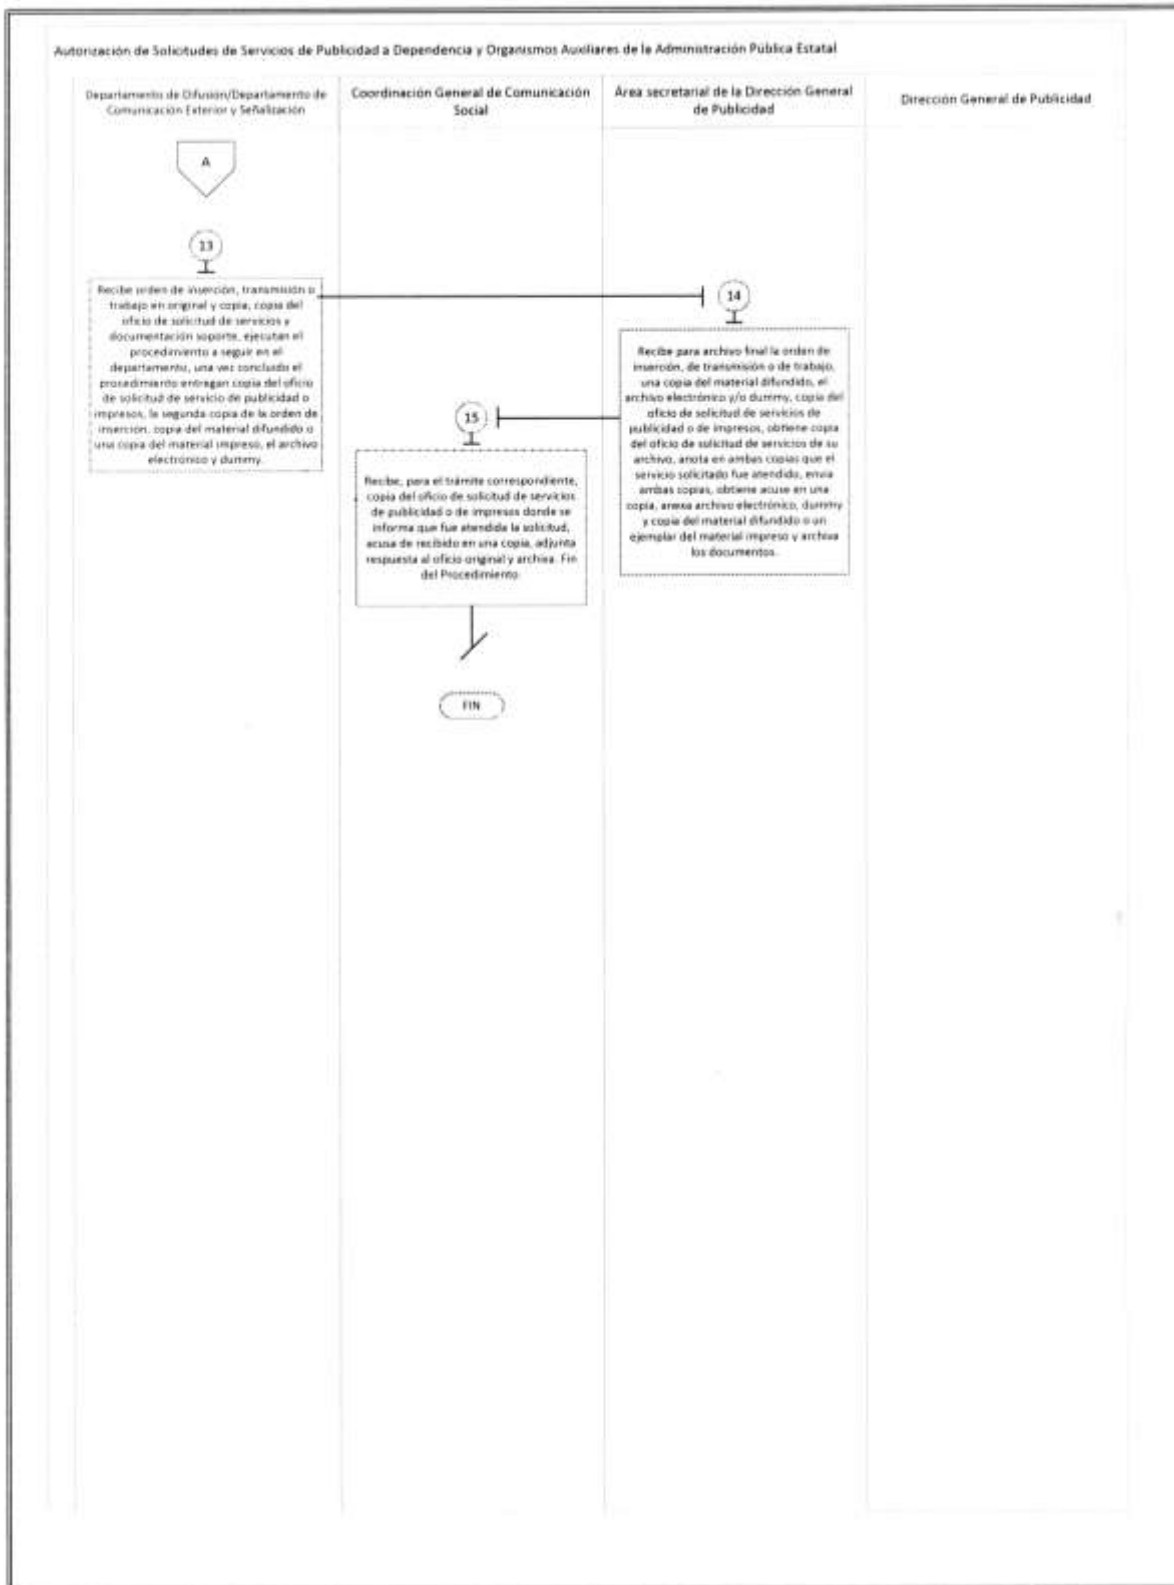 Autorización de Solicitudes de Servicios de Publicidad a Dependencia y Organismos Auxiliares de la Administración Pública Estatal
Departamento de Difusión/Departamento de
Comunicación Exterior y Señalización
Coordinación General de Comunicación
Social
Área secretarial de la Dirección General
de Publicidad
Dirección General de Publicidad
A
13
Recibe orden de inserción, transmisión o
trabajo en original y copia, copia del
oficio de solicitud de servicios y
documentación soporte, ejecutan el
procedimiento a seguir en el
departamento, una vez concluido el
procedimiento entregan copia del oficio
de solicitud de servicio de publicidad o
impresos, la segunda copia de la orden de
inserción, copia del material difundido o
una copia del material impreso, el archivo
electrónico y dummy.
14
Recibe para archivo final la orden de
inserción, de transmisión o de trabajo,
una copia del material difundido, el
archivo electrónico y/o dummy, copia del
oficio de solicitud de servicios de
publicidad o de impresos, obtiene copia
del oficio de solicitud de servicios de su
archivo, anota en ambas copias que el
servicio solicitado fue atendido, envía
ambas copias, obtiene acuse en una
copia, anexa archivo electrónico, dummy
y copia del material difundido o un
ejemplar del material impreso y archiva
los documentos.
15
Recibe, para el trámite correspondiente,
copia del oficio de solicitud de servicios
de publicidad o de impresos donde se
informa que fue atendida la solicitud,
acusa de recibido en una copia, adjunta
respuesta al oficio original y archiva. Fin
del Procedimiento.
FIN